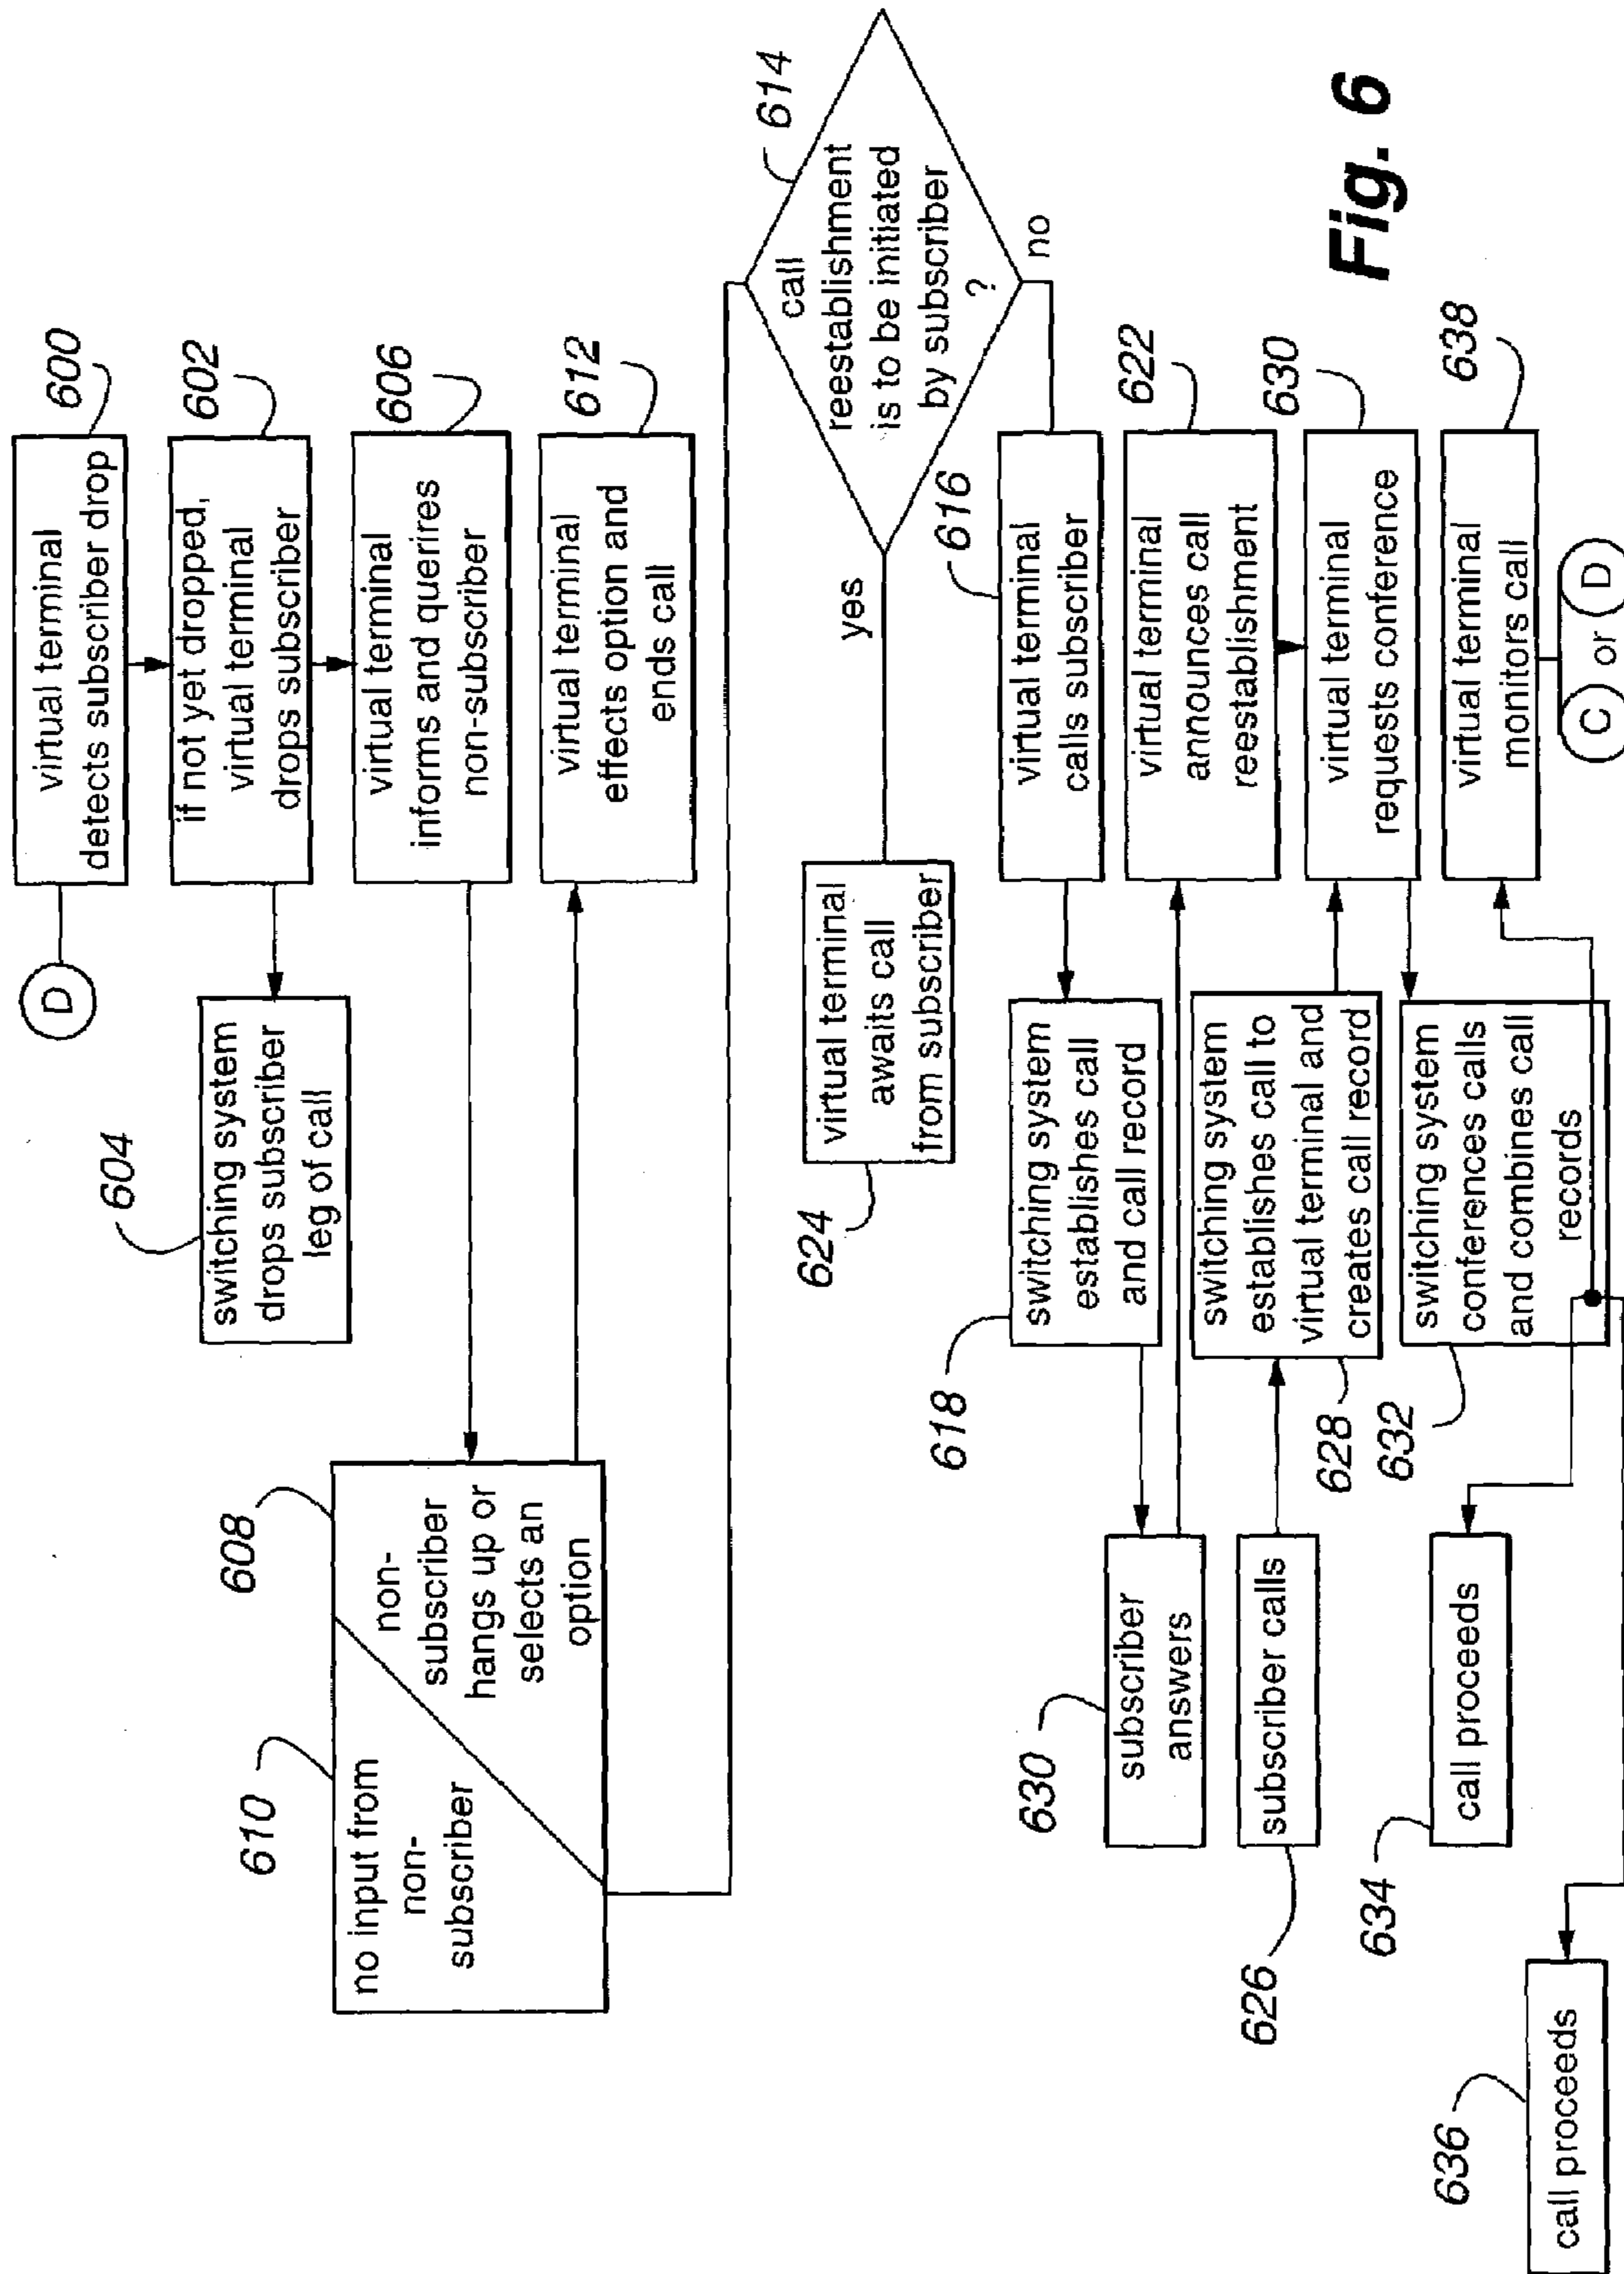 D
virtual terminal
detects subscriber drop
600
if not yet dropped,
virtual terminal
drops subscriber
602
604
switching system
drops subscriber
leg of call
virtual terminal
informs and querires
non-subscriber
606
610
no input from
non-
subscriber
608
non-
subscriber
hangs up or
selects an
option
virtual terminal
effects option and
ends call
612
call
reestablishment
is to be initiated
by subscriber
?
614
yes
no
624
virtual terminal
awaits call
from subscriber
616
virtual terminal
calls subscriber
618
switching system
establishes call
and call record
630
subscriber
answers
virtual terminal
announces call
reestablishment
622
626
subscriber calls
628
switching system
establishes call to
virtual terminal and
creates call record
virtual terminal
requests conference
630
632
switching system
conferences calls
and combines call
records
634
call proceeds
636
call proceeds
virtual terminal
monitors call
638
C or D
Fig. 6